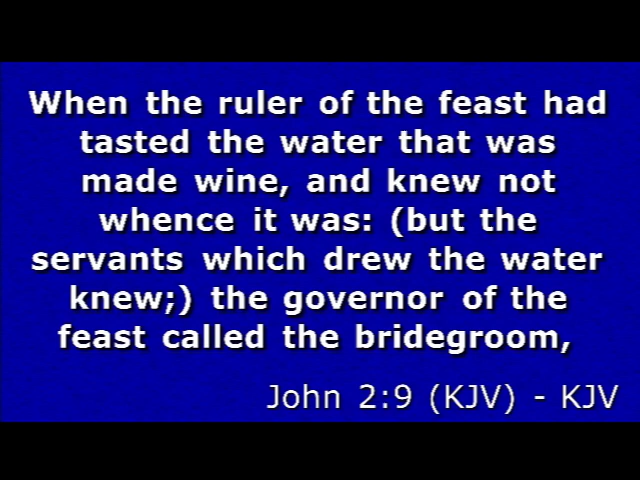 When the ruler of the feast had
tasted the water that was
made wine, and knew not
whence it was: (but the
servants which drew the water
knew;) the governor of the
feast called the bridegroom,
John 2:9 (KJV) - KJV